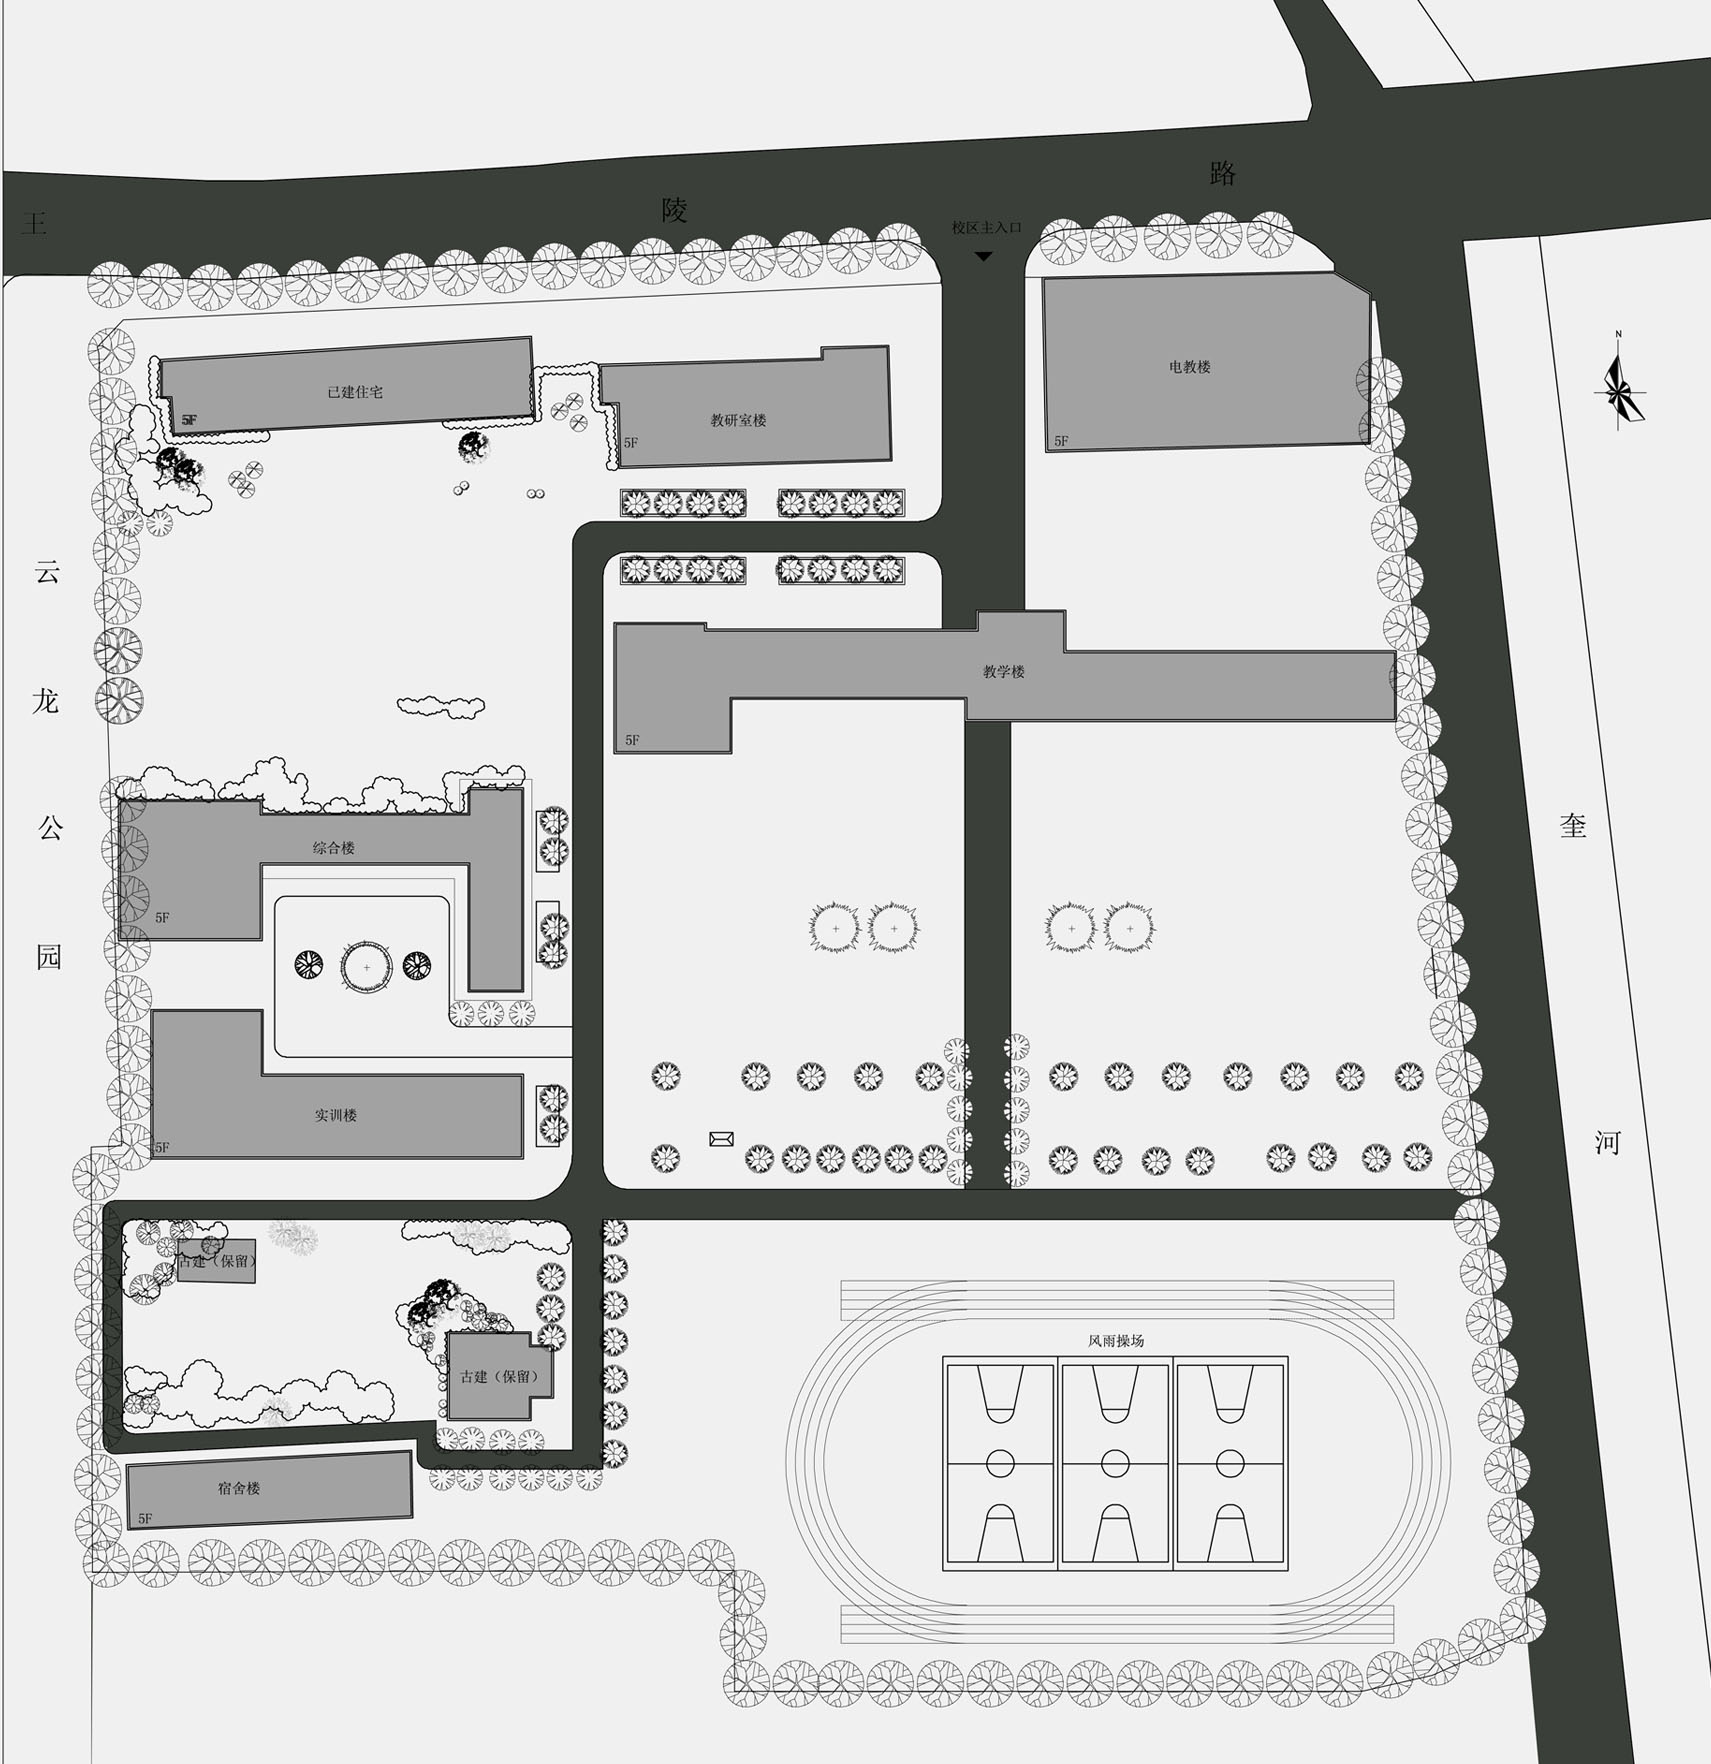 王 陵 路
校区主入口
N
已建住宅
5F
教研室楼
5F
电教楼
5F
云龙公园
教学楼
5F
综合楼
5F
奎河
实训楼
5F
古建（保留）
风雨操场
古建（保留）
宿舍楼
5F